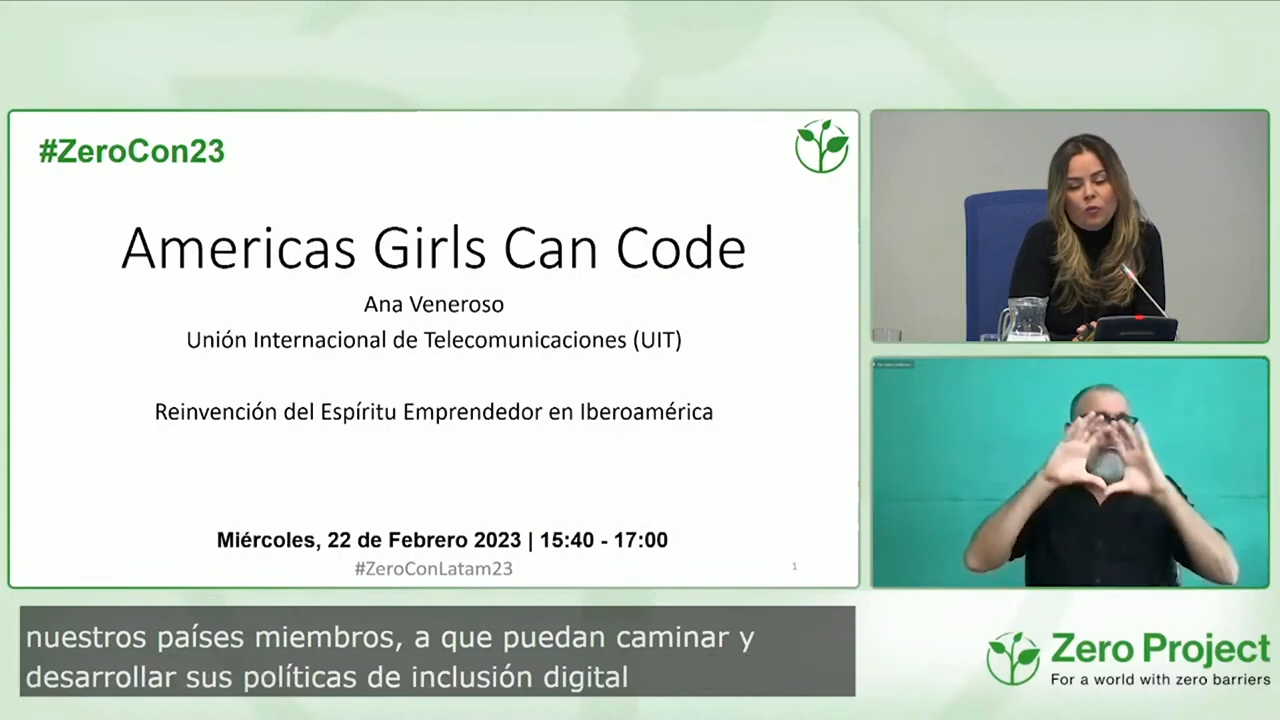 #ZeroCon23
Americas Girls Can Code
Ana Veneroso
Unión Internacional de Telecomunicaciones (UIT)
Reinvención del Espíritu Emprendedor en Iberoamérica
Miércoles, 22 de Febrero 2023 | 15:40 - 17:00
#ZeroConLatam23
1
nuestros países miembros, a que puedan caminar y
desarrollar sus políticas de inclusión digital
Zero Project
For a world with zero barriers